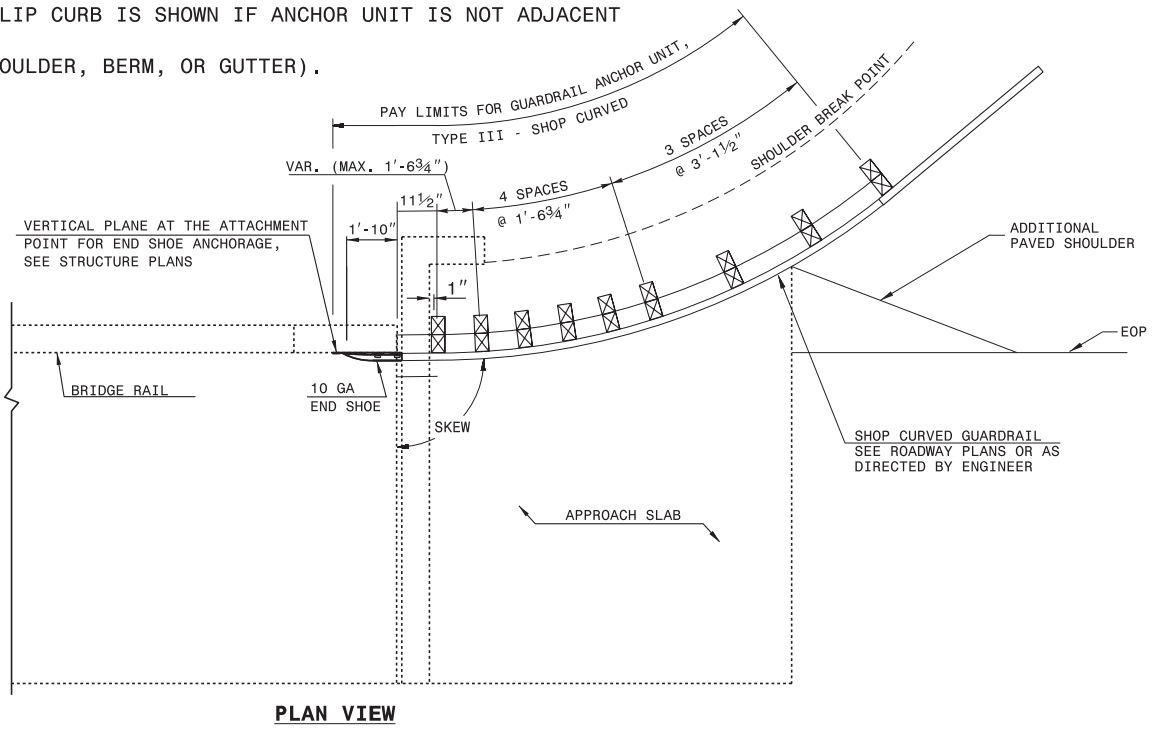 LIP CURB IS SHOWN IF ANCHOR UNIT IS NOT ADJACENT
OULDER, BERM, OR GUTTER).
PAY LIMITS FOR GUARDRAIL ANCHOR UNIT,
TYPE III - SHOP CURVED
3 SPACES
@ 3'-1½"
SHOULDER BREAK POINT
VAR. (MAX. 1'-6¾")
4 SPACES
@ 1'-6¾"
11½"
1'-10"
VERTICAL PLANE AT THE ATTACHMENT
POINT FOR END SHOE ANCHORAGE,
SEE STRUCTURE PLANS
1"
ADDITIONAL
PAVED SHOULDER
EOP
BRIDGE RAIL
10 GA
END SHOE
SKEW
SHOP CURVED GUARDRAIL
SEE ROADWAY PLANS OR AS
DIRECTED BY ENGINEER
APPROACH SLAB
PLAN VIEW